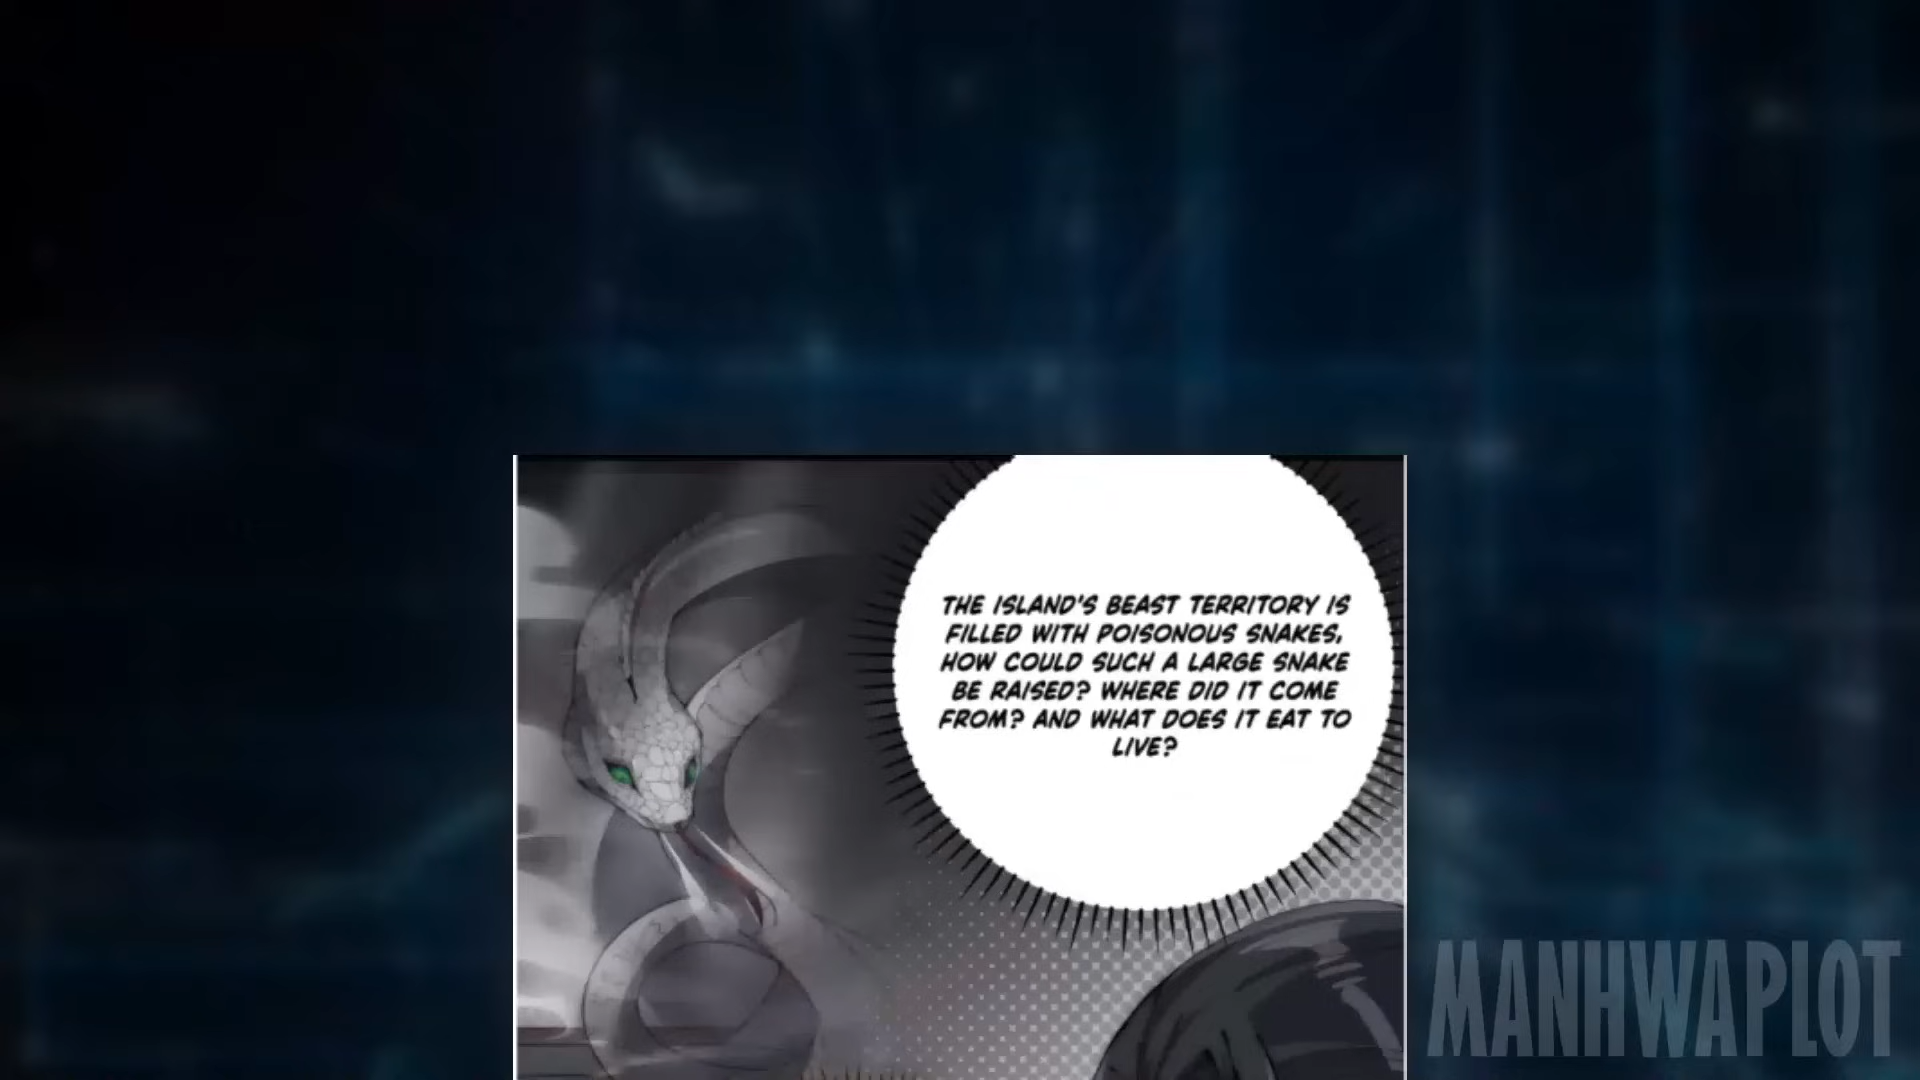 THE ISLAND'S BEAST TERRITORY IS
FILLED WITH POISONOUS SNAKES,
HOW COULD SUCH A LARGE SNAKE
BE RAISED? WHERE DID IT COME
FROM? AND WHAT DOES IT EAT TO
LIVE?
MANHWAPLOT